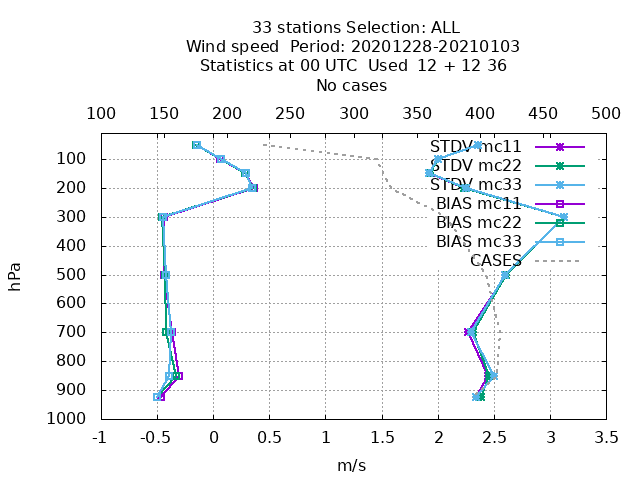 33 stations Selection: ALL
Wind speed  Period: 20201228-20210103
Statistics at 00 UTC  Used  12 + 12 36
No cases
100 150 200 250 300 350 400 450 500
STDV mc11
STDV mc22
STDV mc33
BIAS mc11
BIAS mc22
BIAS mc33
CASES
hPa
100
200
300
400
500
600
700
800
900
1000
-1 -0.5 0 0.5 1 1.5 2 2.5 3 3.5
m/s